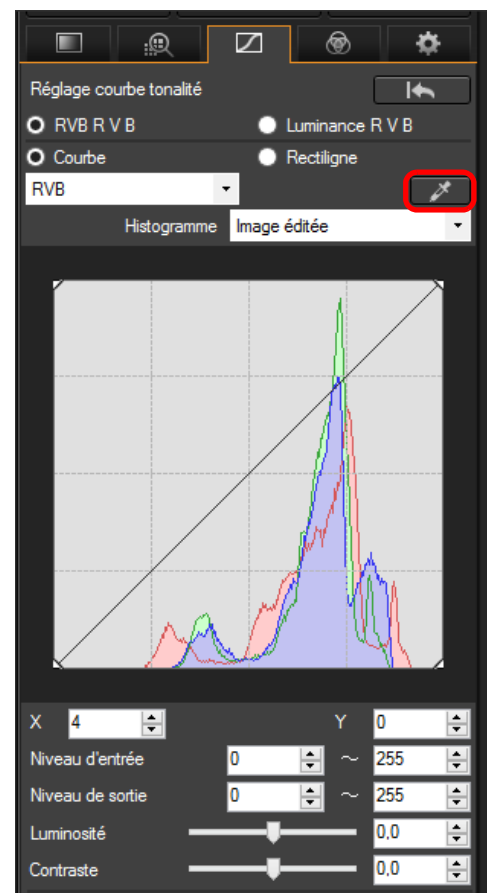 Réglage courbe tonalité
RVB R V B Luminance R V B
Courbe Rectiligne
RVB
Histogramme Image éditée
X 4 Y 0
Niveau d'entrée 0 ~ 255
Niveau de sortie 0 ~ 255
Luminosité 0,0
Contraste 0,0